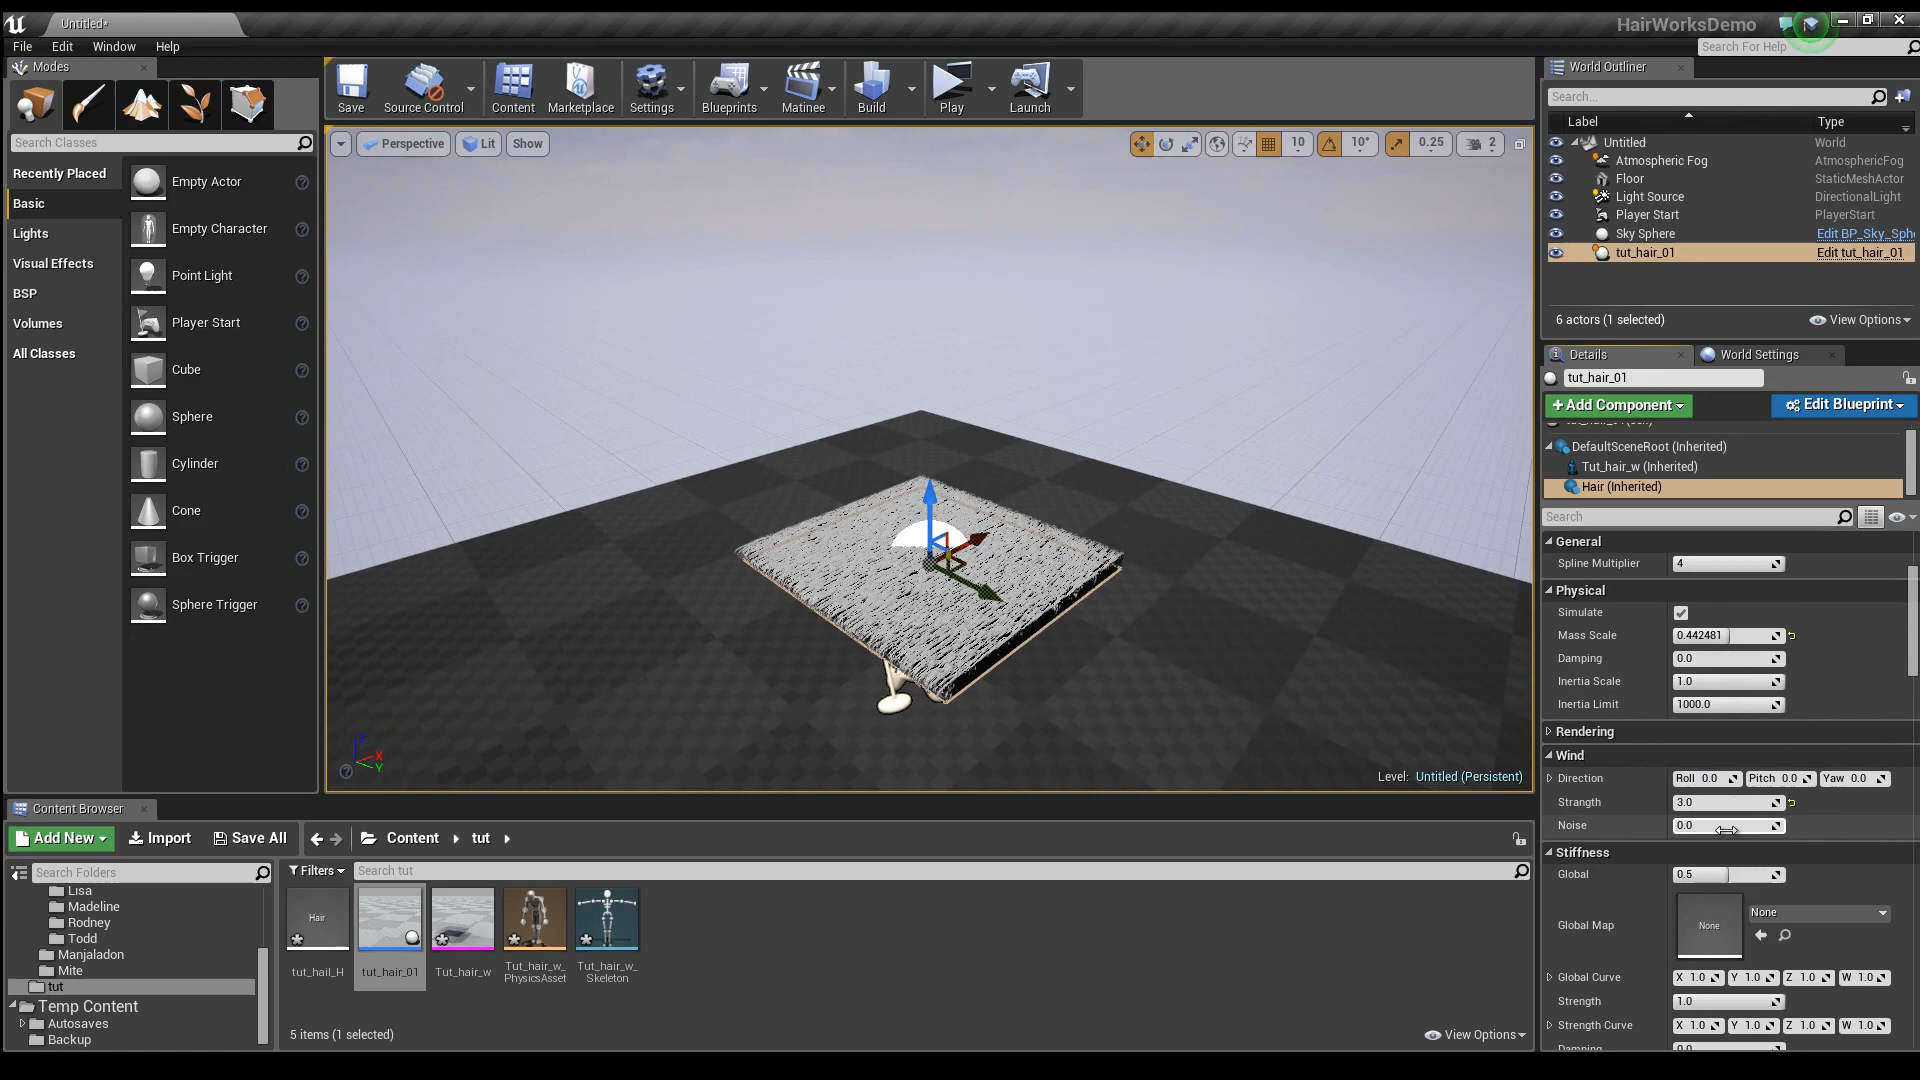 Untitled*
HairWorksDemo
File Edit Window Help
Search For Help
Modes
Search Classes
Recently Placed
Basic
Lights
Visual Effects
BSP
Volumes
All Classes
Empty Actor
Empty Character
Point Light
Player Start
Cube
Sphere
Cylinder
Cone
Box Trigger
Sphere Trigger
Save Source Control Content Marketplace Settings Blueprints Matinee Build Play Launch
Perspective Lit Show
10 10° 0.25 2
Z
X
Y
Level: Untitled (Persistent)
World Outliner
Search...
Label Type
Untitled World
Atmospheric Fog AtmosphericFog
Floor StaticMeshActor
Light Source DirectionalLight
Player Start PlayerStart
Sky Sphere Edit BP_Sky_Sph
tut_hair_01 Edit tut_hair_01
6 actors (1 selected) View Options
Details World Settings
tut_hair_01
+Add Component Edit Blueprint
DefaultSceneRoot (Inherited)
Tut_hair_w (Inherited)
Hair (Inherited)
Search
General
Spline Multiplier 4
Physical
Simulate
Mass Scale 0.442481
Damping 0.0
Inertia Scale 1.0
Inertia Limit 1000.0
Rendering
Wind
Direction Roll 0.0 Pitch 0.0 Yaw 0.0
Strength 3.0
Noise 0.0
Stiffness
Global 0.5
Global Map None None
Global Curve X 1.0 Y 1.0 Z 1.0 W 1.0
Strength 1.0
Strength Curve X 1.0 Y 1.0 Z 1.0 W 1.0
Damping 0.0
Content Browser
Add New Import Save All Content tut
Search Folders
Lisa
Madeline
Rodney
Todd
Manjaladon
Mite
tut
Temp Content
Autosaves
Backup
Filters Search tut
Hair
tut_hail_H
tut_hair_01
Tut_hair_w
Tut_hair_w_
PhysicsAsset
Tut_hair_w_
Skeleton
5 items (1 selected) View Options